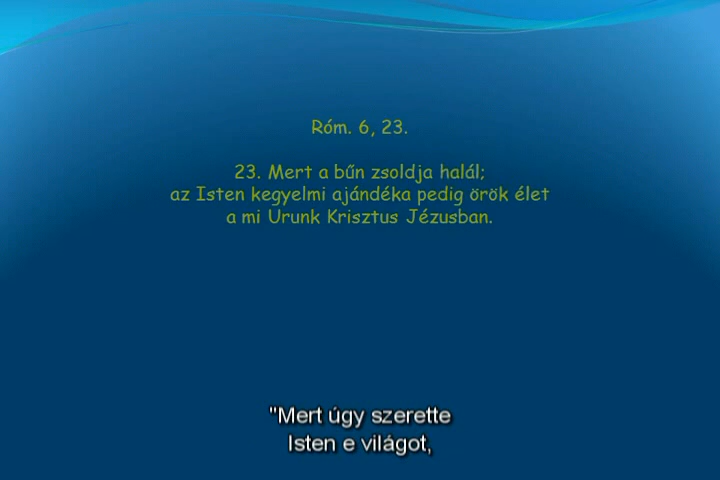 Róm. 6, 23.
23. Mert a bűn zsoldja halál;
az Isten kegyelmi ajándéka pedig örök élet
a mi Urunk Krisztus Jézusban.
"Mert úgy szerette
Isten e világot,